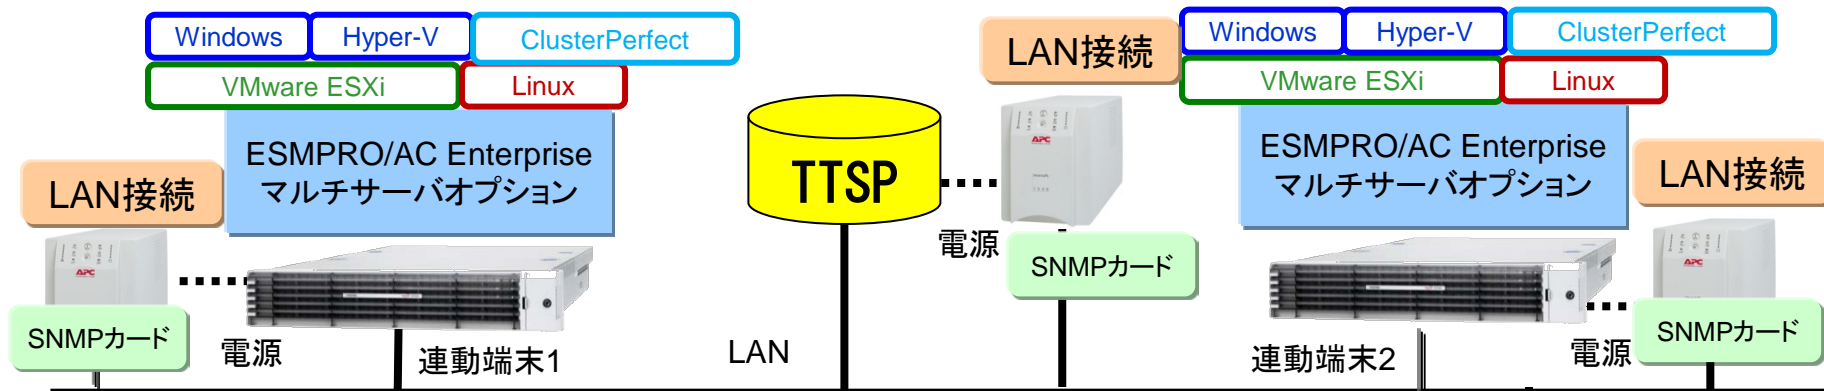 Windows
Hyper-V
ClusterPerfect
VMware ESXi
Linux
ESMPRO/AC Enterprise
マルチサーバオプション
LAN接続
APC
SNMPカード
電源
連動端末1
LAN
TTSP
LAN接続
APC
電源
SNMPカード
Windows
Hyper-V
ClusterPerfect
VMware ESXi
Linux
ESMPRO/AC Enterprise
マルチサーバオプション
LAN接続
APC
SNMPカード
連動端末2
電源